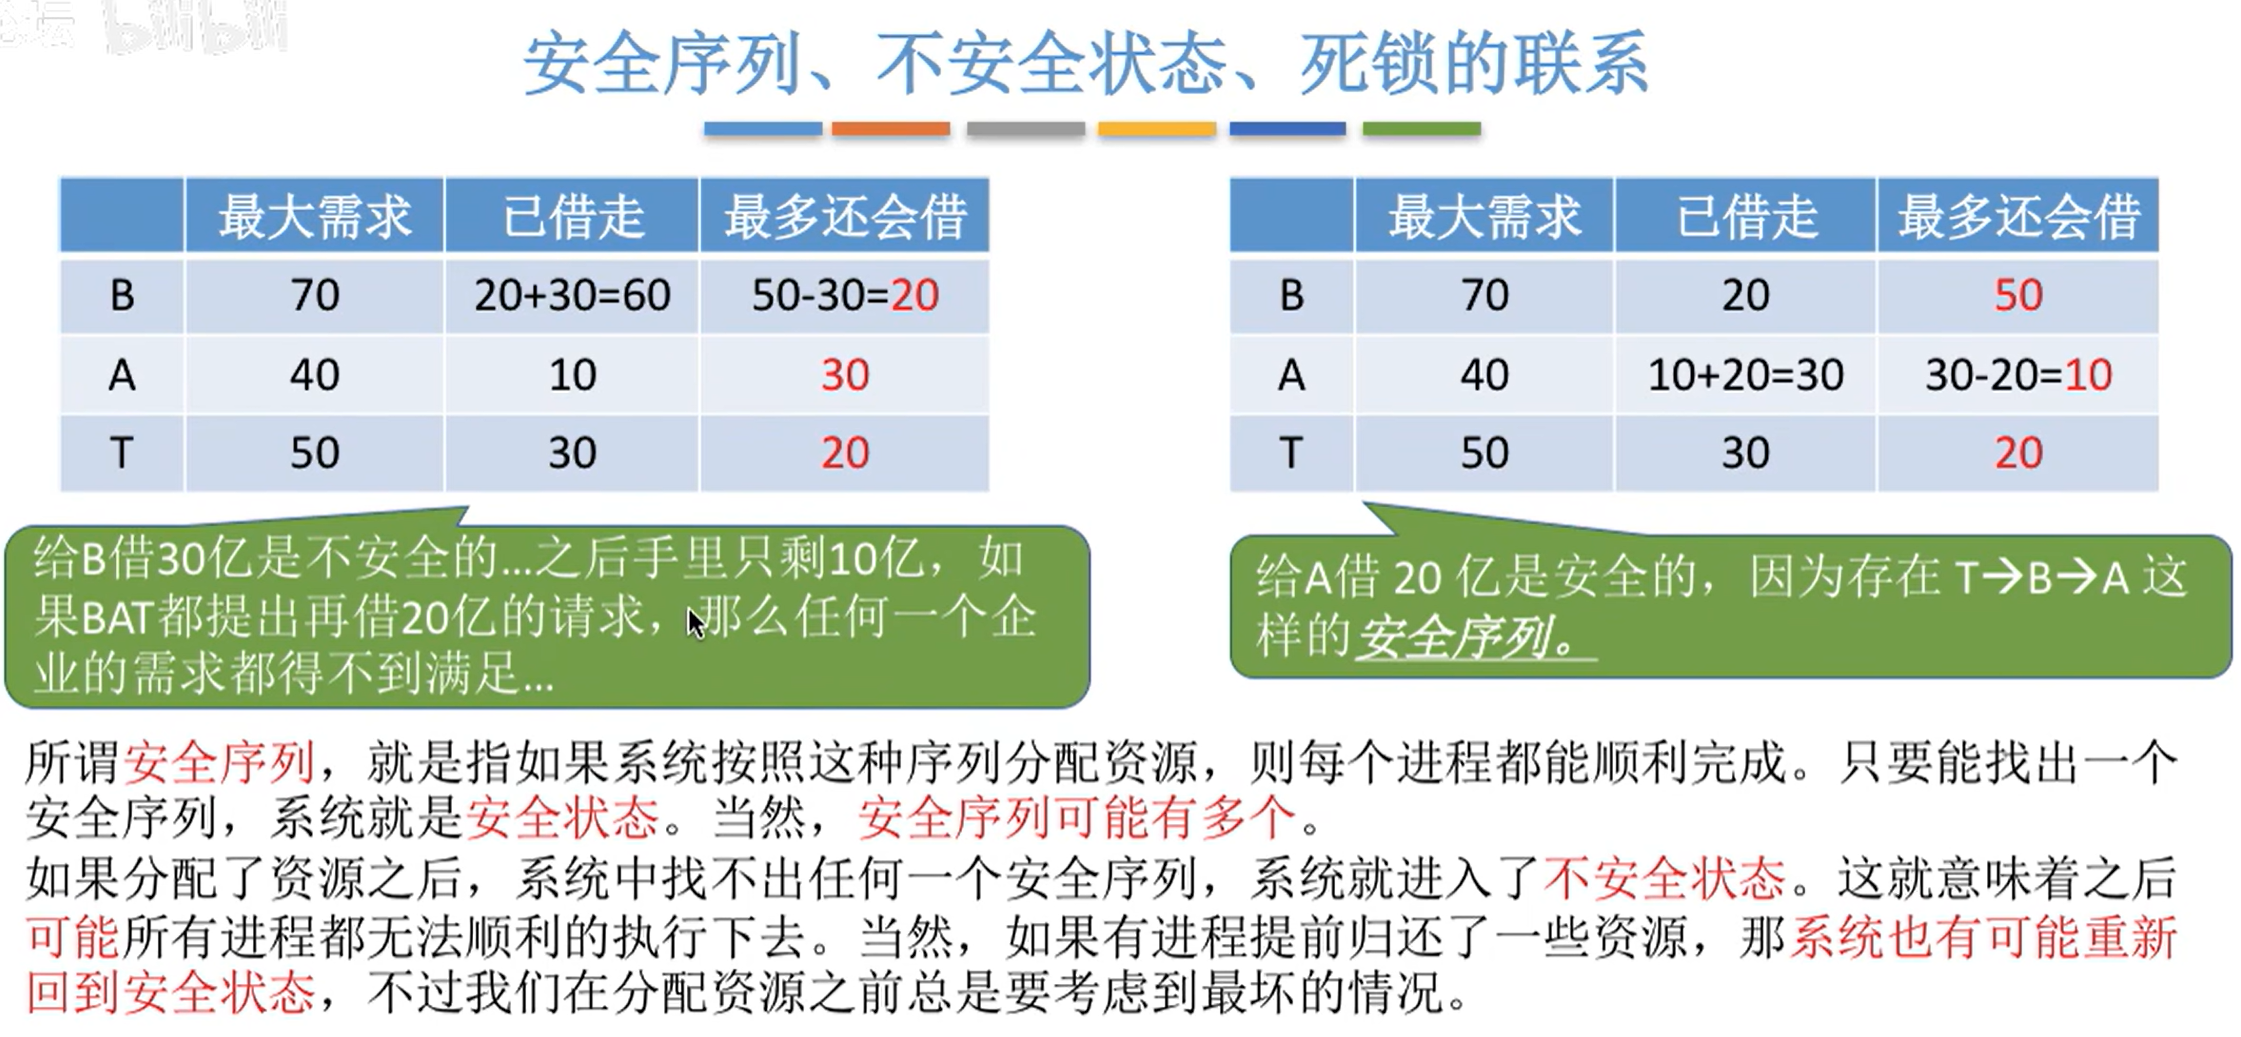 坛 bilibili
安全序列、不安全状态、死锁的联系
最大需求 已借走 最多还会借
B 70 20+30=60 50-30=20
A 40 10 30
T 50 30 20
最大需求 已借走 最多还会借
B 70 20 50
A 40 10+20=30 30-20=10
T 50 30 20
给B借30亿是不安全的...之后手里只剩10亿，如
果BAT都提出再借20亿的请求，那么任何一个企
业的需求都得不到满足...
给A借 20 亿是安全的，因为存在 T→B→A 这
样的安全序列。
所谓安全序列，就是指如果系统按照这种序列分配资源，则每个进程都能顺利完成。只要能找出一个
安全序列，系统就是安全状态。当然，安全序列可能有多个。
如果分配了资源之后，系统中找不出任何一个安全序列，系统就进入了不安全状态。这就意味着之后
可能所有进程都无法顺利的执行下去。当然，如果有进程提前归还了一些资源，那系统也有可能重新
回到安全状态，不过我们在分配资源之前总是要考虑到最坏的情况。